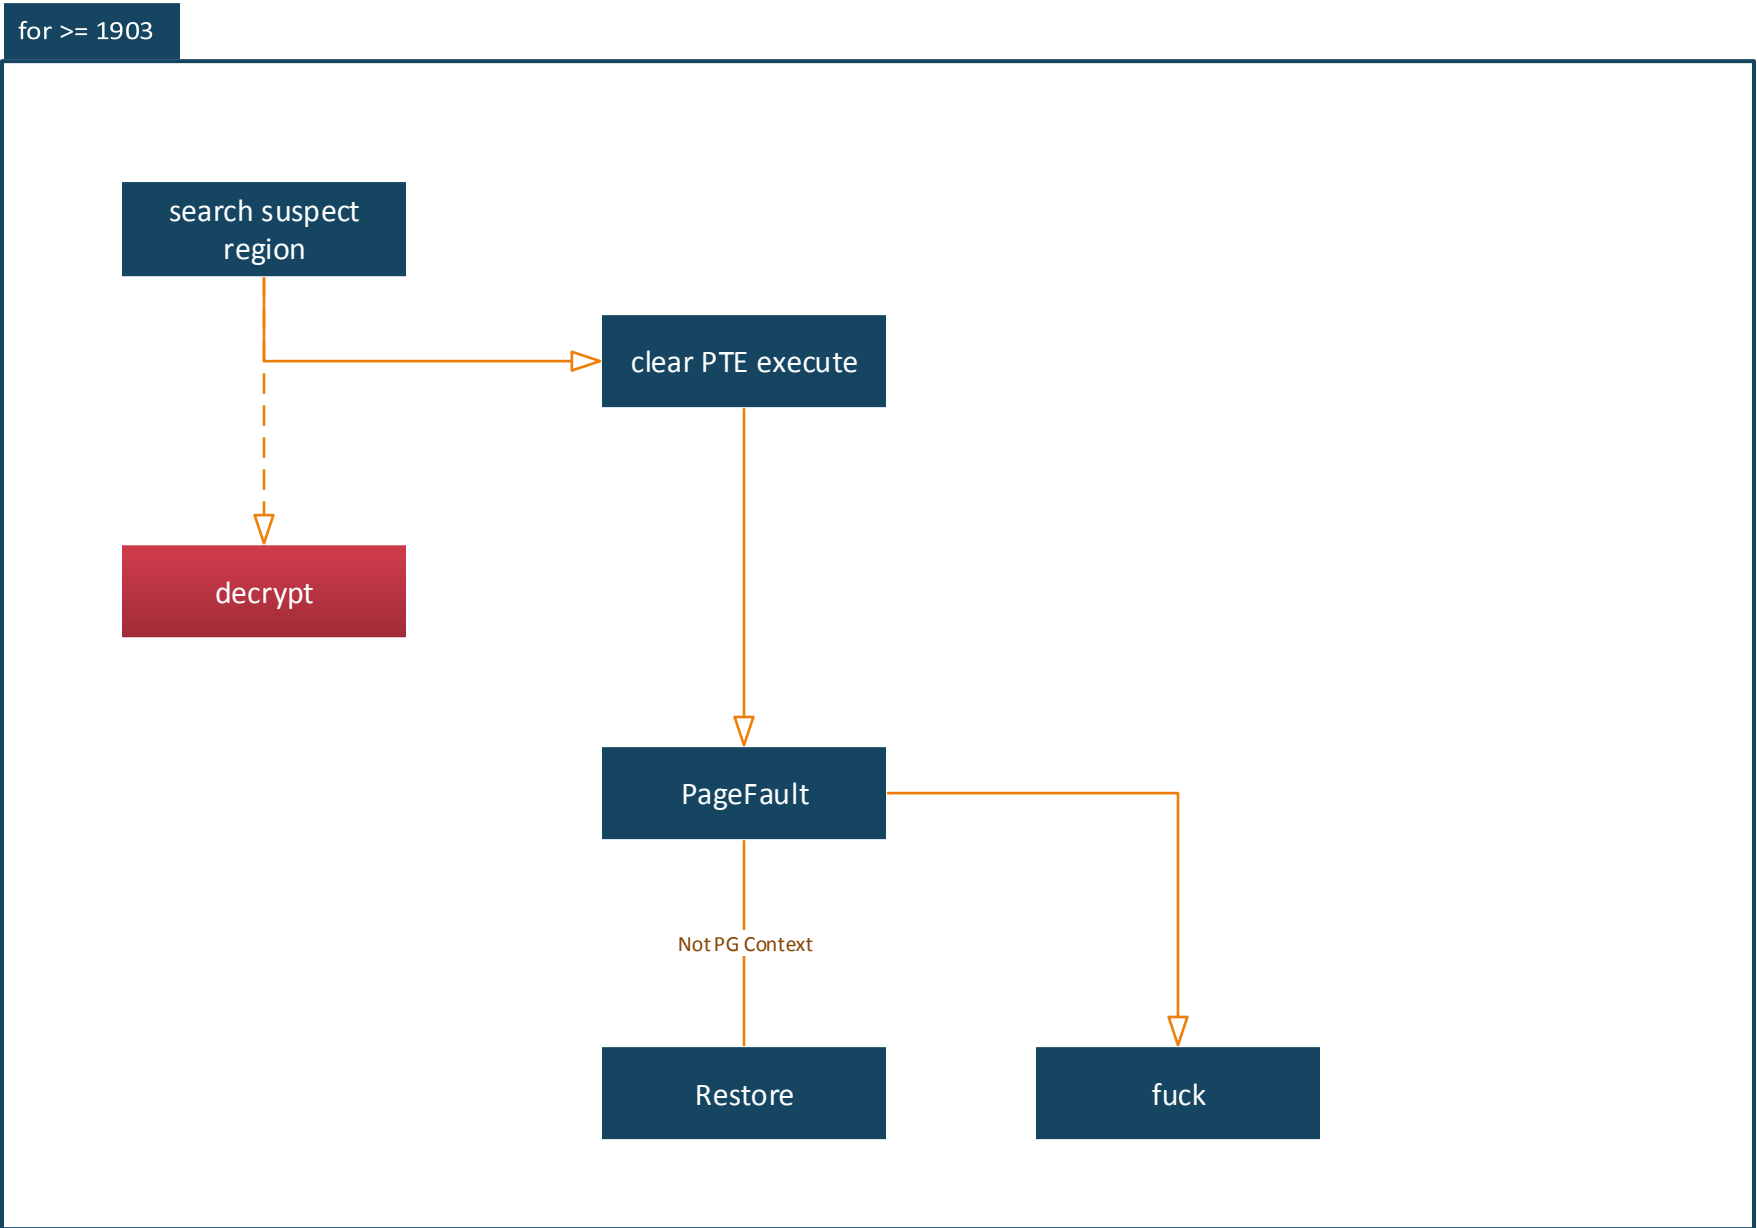 for >= 1903
search suspect
region
clear PTE execute
decrypt
PageFault
Not PG Context
Restore
fuck